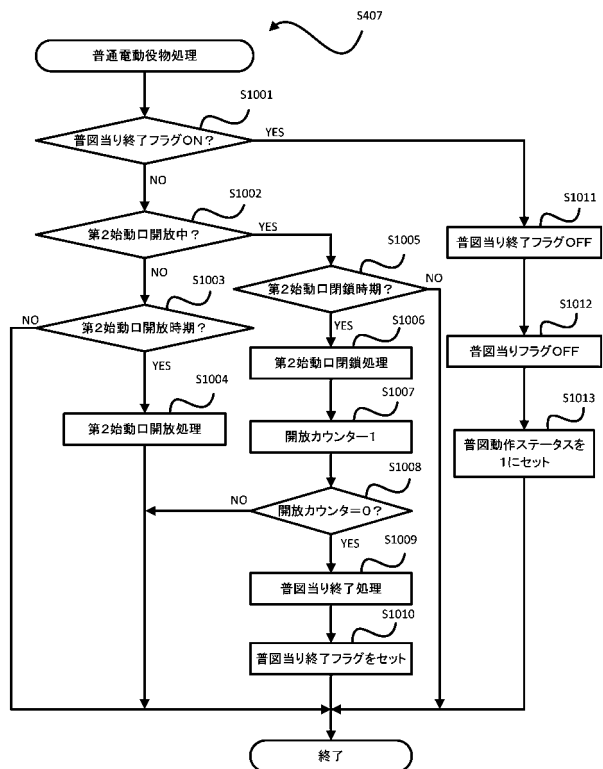 S407
普通電動役物処理
S1001
普図当り終了フラグON？
YES
NO
S1002
第2始動口開放中？
YES
NO
S1003
第2始動口開放時期？
NO
YES
S1004
第2始動口開放処理
S1005
第2始動口閉鎖時期？
NO
YES
S1006
第2始動口閉鎖処理
S1007
開放カウンター1
S1008
開放カウンタ=0？
NO
YES
S1009
普図当り終了処理
S1010
普図当り終了フラグをセット
S1011
普図当り終了フラグOFF
S1012
普図当りフラグOFF
S1013
普図動作ステータスを
1にセット
終了